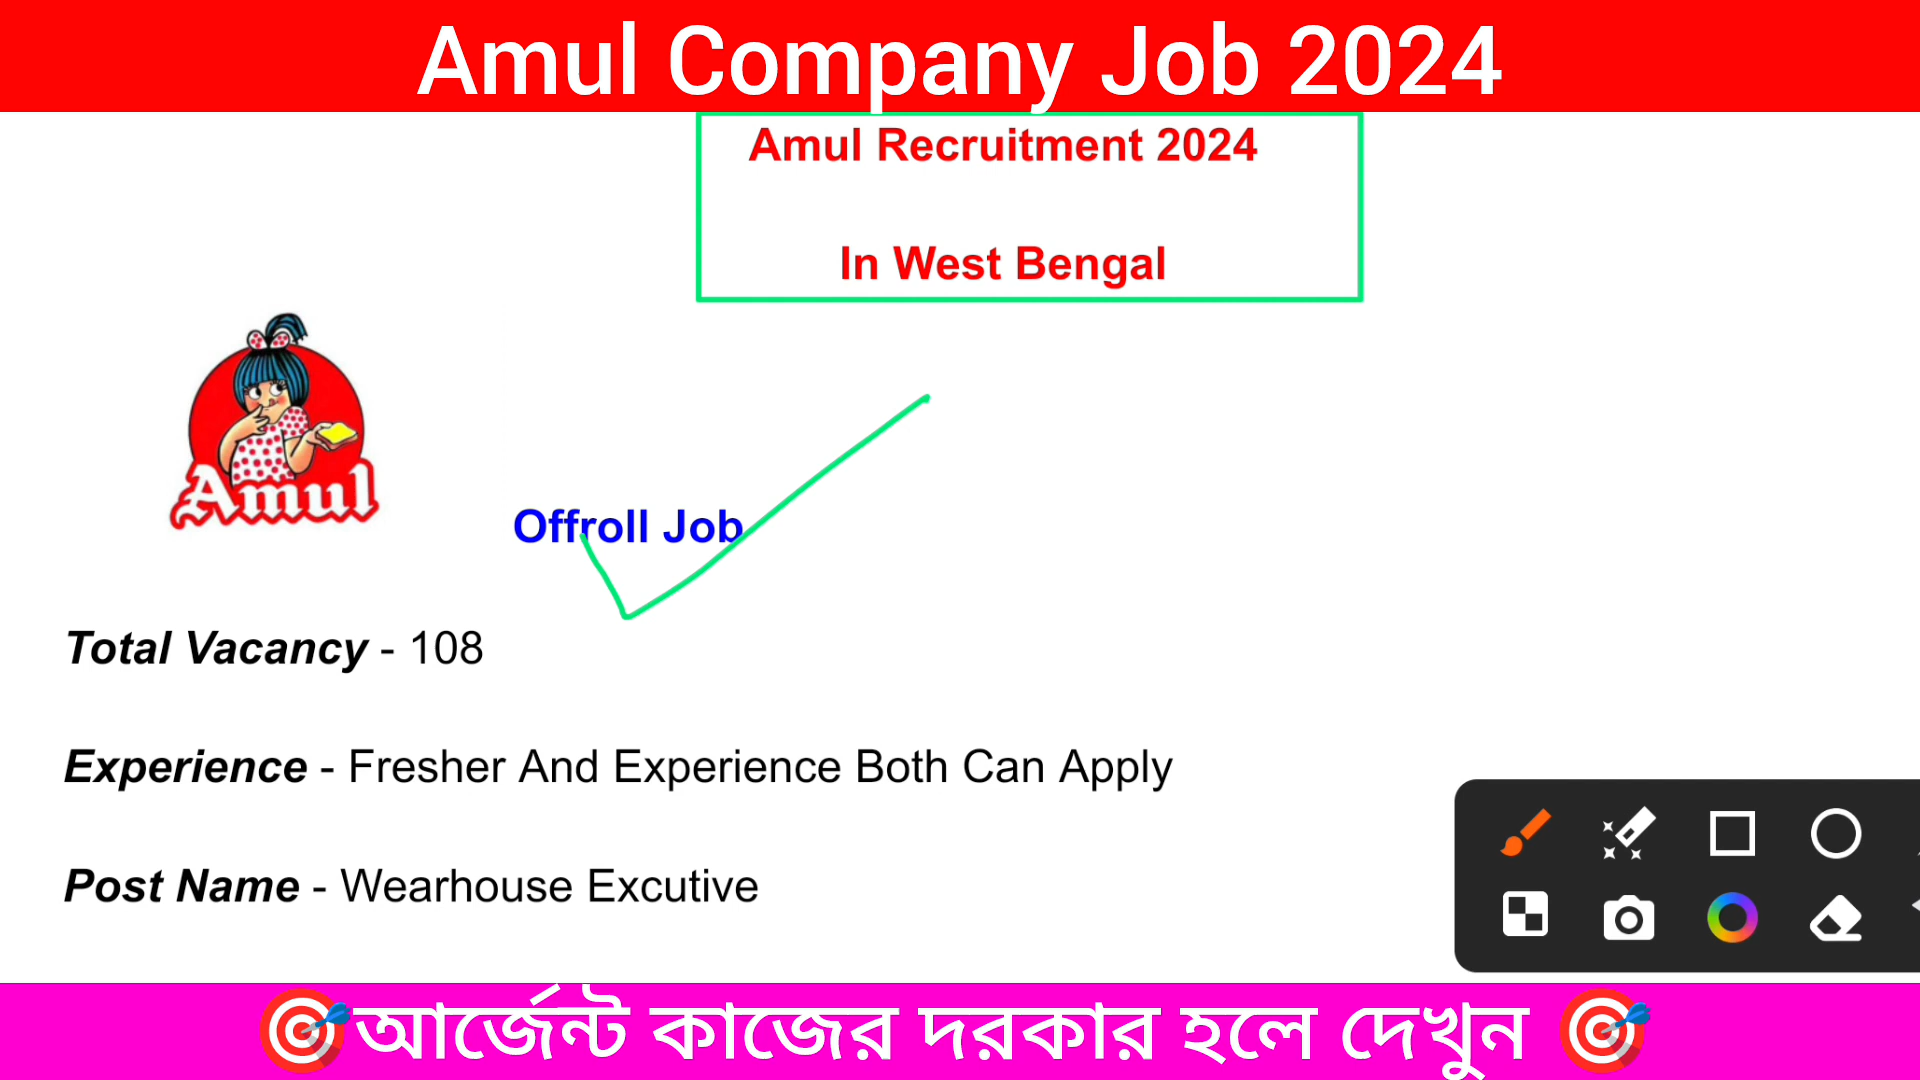 Amul Company Job 2024
Amul Recruitment 2024
In West Bengal
Amul
Offroll Job
Total Vacancy - 108
Experience - Fresher And Experience Both Can Apply
Post Name - Wearhouse Excutive
🎯আর্জেন্ট কাজের দরকার হলে দেখুন 🎯